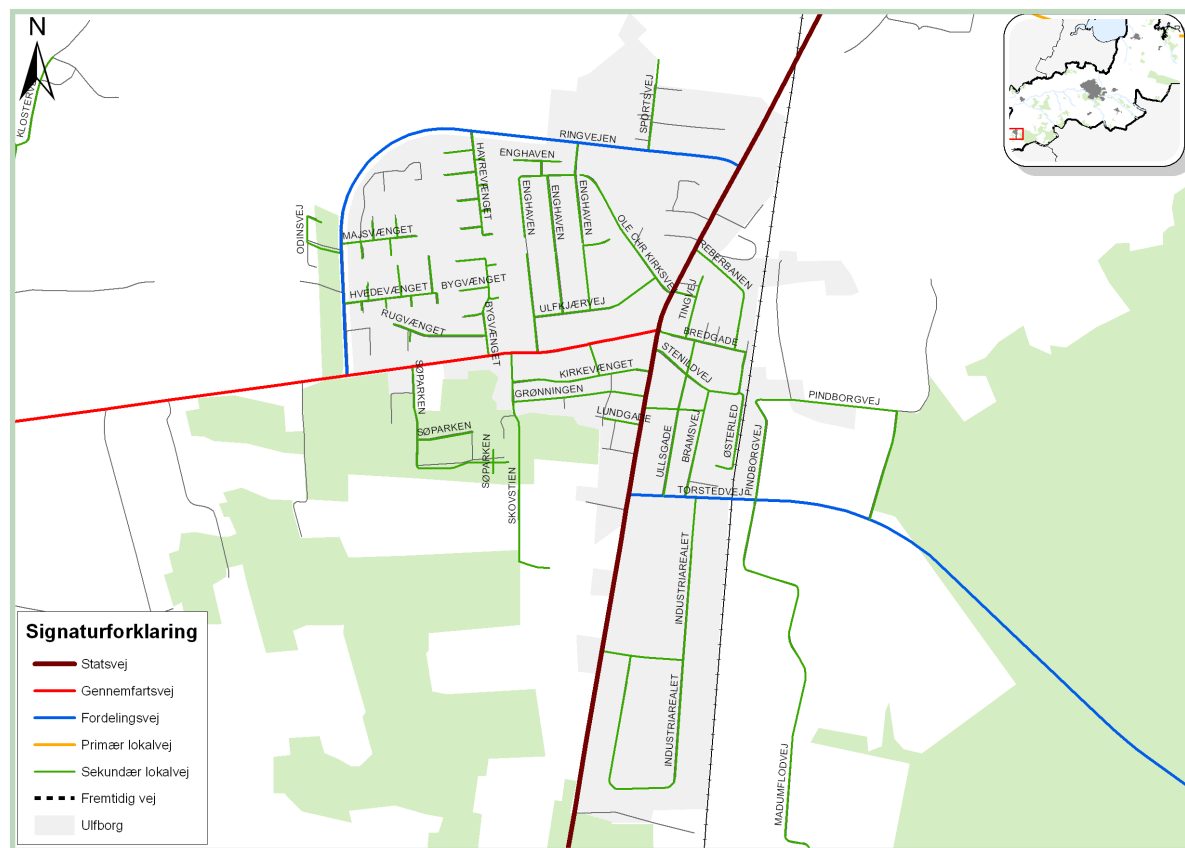 N
KLOSTERVEJ
SPORTSVEJ
RINGVEJEN
ENGHAVEN
HAVREVÆNGET
ENGHAVEN
ENGHAVEN
ENGHAVEN
OLE CHR KIRKSVEJ
ODINSVEJ
MAJSVÆNGET
REBERBANEN
HVEDEVÆNGET
BYGVÆNGET
TINGVEJ
RUGVÆNGET
BYGVÆNGET
ULFKJÆRVEJ
BREDGADE
STENILDVEJ
SØPARKEN
KIRKEVÆNGET
GRØNNINGEN
PINDBORGVEJ
LUNDGADE
SØPARKEN
SØPARKEN
ULLSGADE
BRAMSVEJ
ØSTERLED
PINDBORGVEJ
SKOVSTIEN
TORSTEDVEJ
INDUSTRIAREALET
INDUSTRIAREALET
MADUMFLODVEJ
Signaturforklaring
Statsvej
Gennemfartsvej
Fordelingsvej
Primær lokalvej
Sekundær lokalvej
Fremtidig vej
Ulfborg